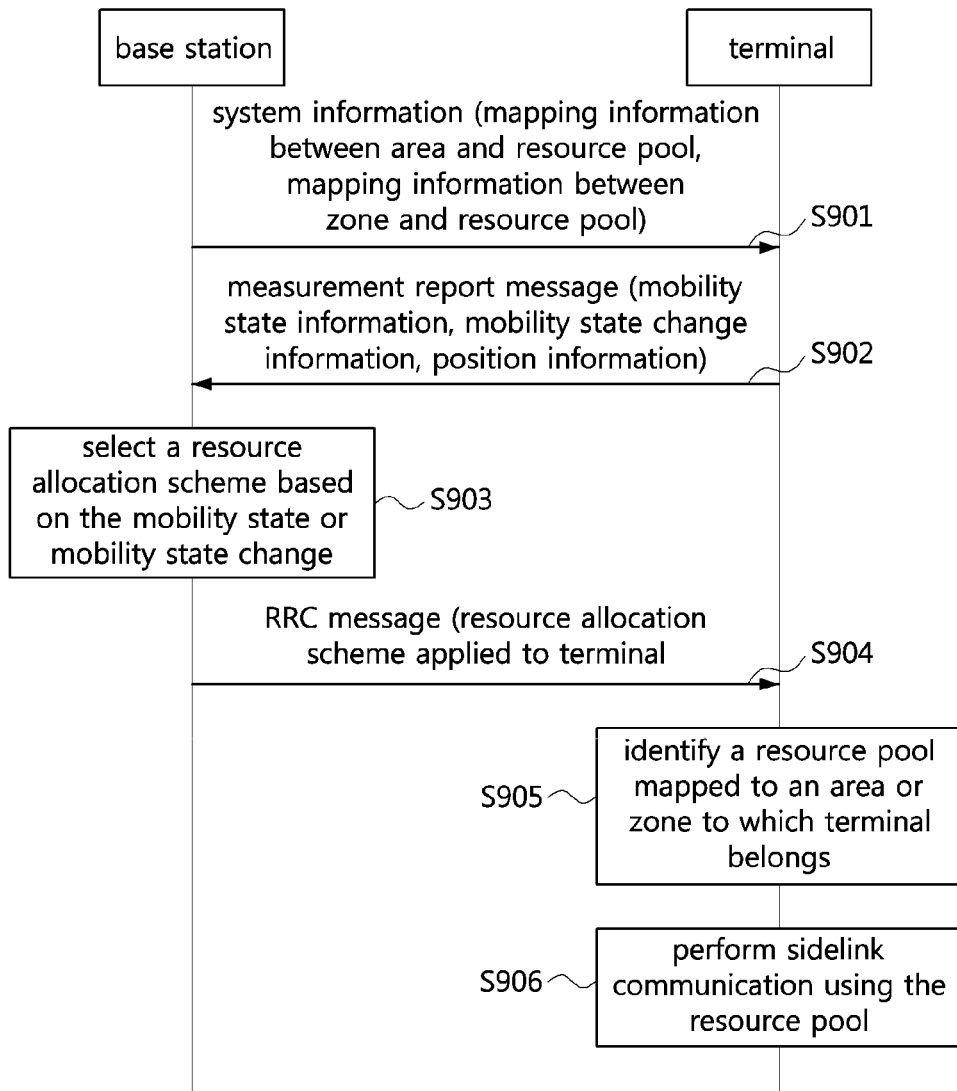 base station
terminal
system information (mapping information
between area and resource pool,
mapping information between
zone and resource pool)
S901
measurement report message (mobility
state information, mobility state change
information, position information)
S902
select a resource
allocation scheme based
on the mobility state or
mobility state change
S903
RRC message (resource allocation
scheme applied to terminal
S904
identify a resource pool
mapped to an area or
zone to which terminal
belongs
S905
perform sidelink
communication using the
resource pool
S906